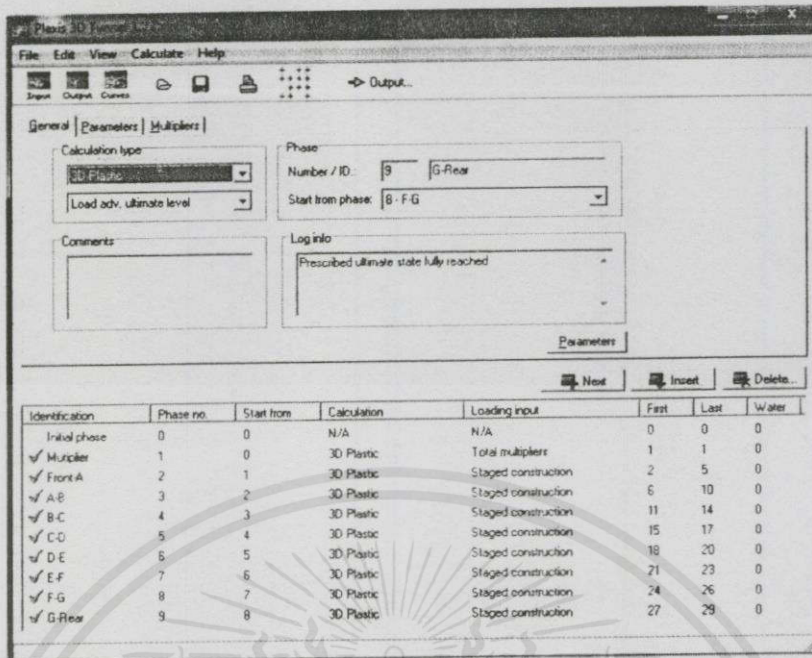 Plaxis 3D
File Edit View Calculate Help
Input Output Curves Output...
General Parameters Multipliers
Calculation type
3D Plastic
Load adv. ultimate level
Phase
Number / ID.: 9 G-Rear
Start from phase: 8 - F-G
Comments
Log info
Prescribed ultimate state fully reached
Parameters
Next Insert Delete...
Identification Phase no. Start from Calculation Loading input First Last Water
Initial phase 0 0 N/A N/A 0 0 0
Mutiplier 1 0 3D Plastic Total multipliers 1 1 0
Front-A 2 1 3D Plastic Staged construction 2 5 0
A-B 3 2 3D Plastic Staged construction 6 10 0
B-C 4 3 3D Plastic Staged construction 11 14 0
C-D 5 4 3D Plastic Staged construction 15 17 0
D-E 6 5 3D Plastic Staged construction 18 20 0
E-F 7 6 3D Plastic Staged construction 21 23 0
F-G 8 7 3D Plastic Staged construction 24 26 0
G-Rear 9 8 3D Plastic Staged construction 27 29 0